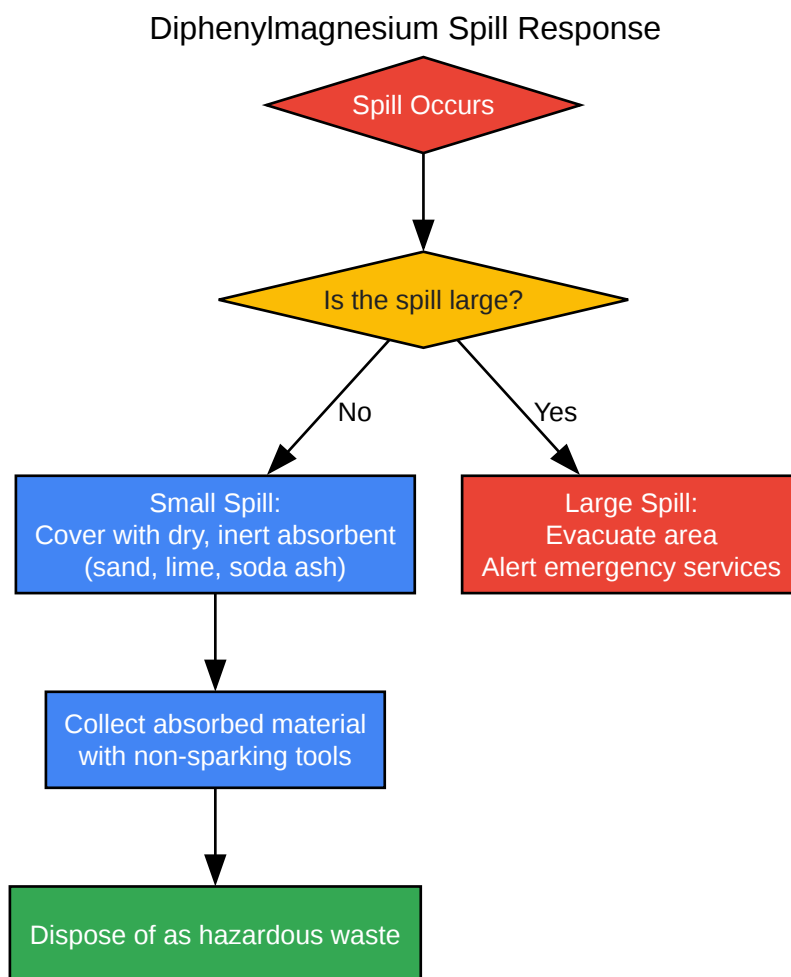 Diphenylmagnesium Spill Response
Spill Occurs
Is the spill large?
No
Yes
Small Spill:
Cover with dry, inert absorbent
(sand, lime, soda ash)
Large Spill:
Evacuate area
Alert emergency services
Collect absorbed material
with non-sparking tools
Dispose of as hazardous waste